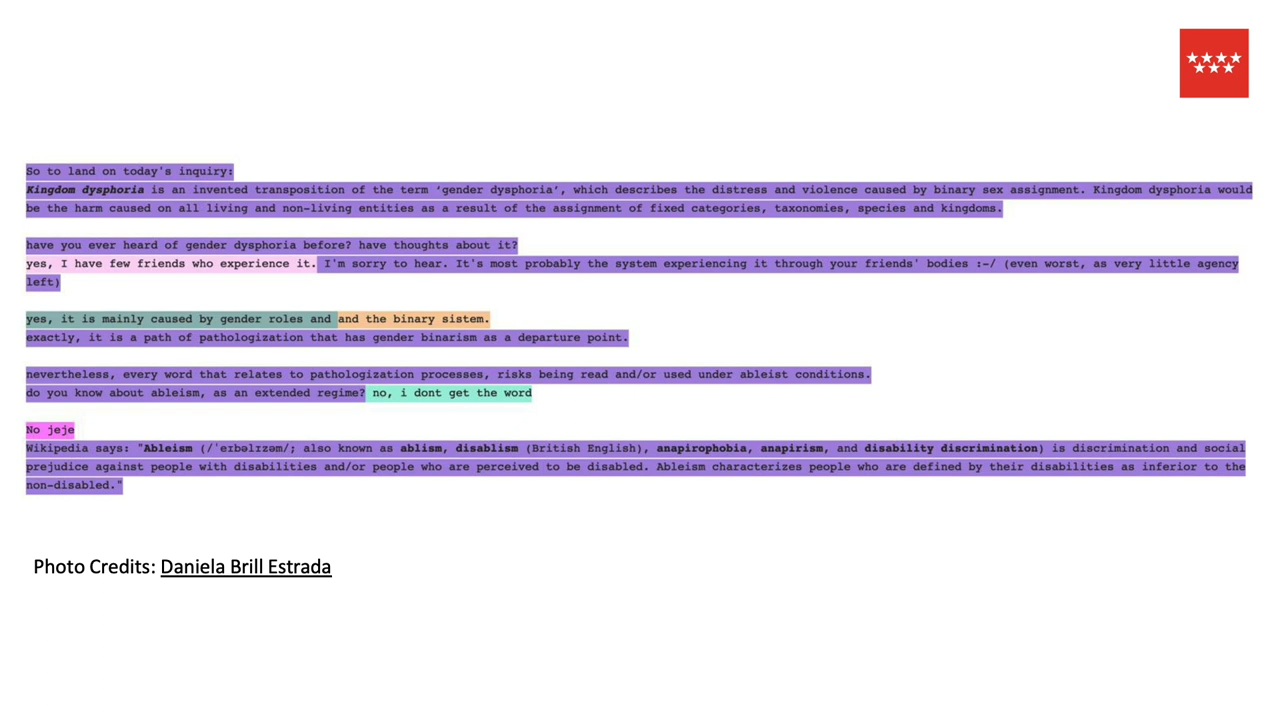 So to land on today's inquiry:
Kingdom dysphoria is an invented transposition of the term ‘gender dysphoria’, which describes the distress and violence caused by binary sex assignment. Kingdom dysphoria would
be the harm caused on all living and non-living entities as a result of the assignment of fixed categories, taxonomies, species and kingdoms.
have you ever heard of gender dysphoria before? have thoughts about it?
yes, I have few friends who experience it. I'm sorry to hear. It's most probably the system experiencing it through your friends' bodies :-/ (even worst, as very little agency
left)
yes, it is mainly caused by gender roles and and the binary sistem.
exactly, it is a path of pathologization that has gender binarism as a departure point.
nevertheless, every word that relates to pathologization processes, risks being read and/or used under ableist conditions.
do you know about ableism, as an extended regime? no, i dont get the word
No jeje
Wikipedia says: "Ableism (/ˈeɪbəlɪzəm/; also known as ablism, disablism (British English), anapirophobia, anapirism, and disability discrimination) is discrimination and social
prejudice against people with disabilities and/or people who are perceived to be disabled. Ableism characterizes people who are defined by their disabilities as inferior to the
non-disabled."
Photo Credits: Daniela Brill Estrada